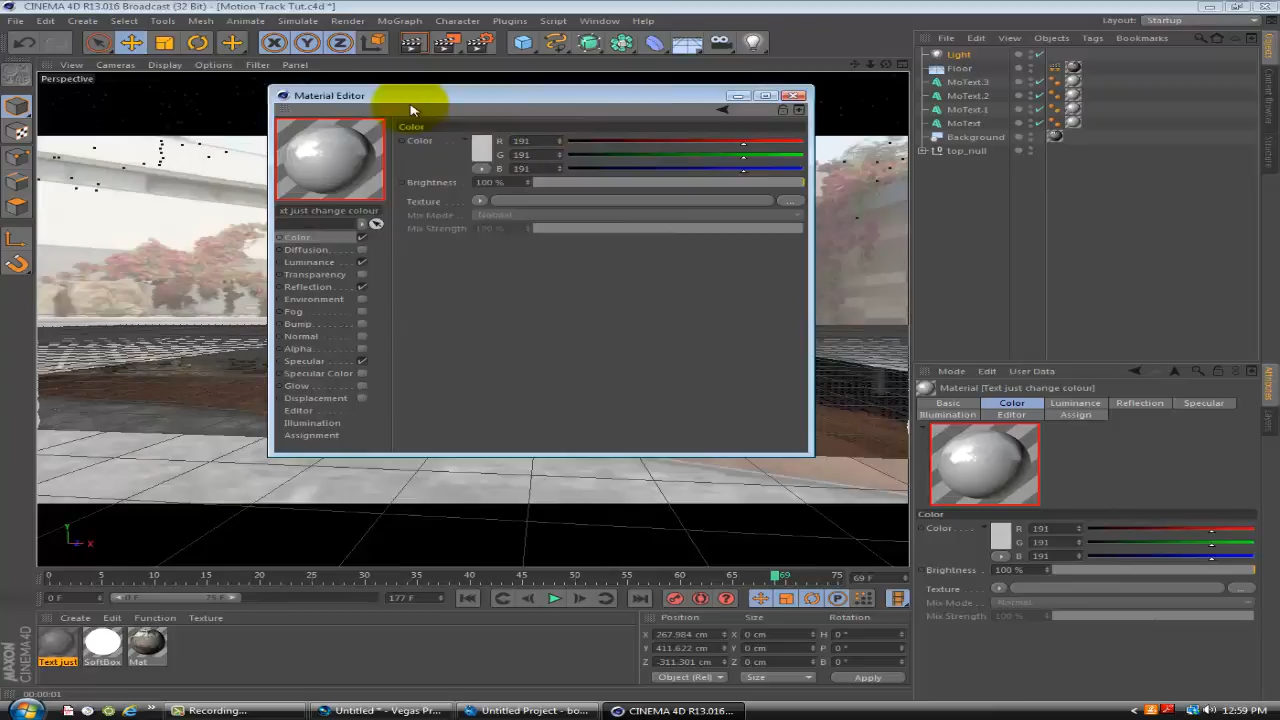 CINEMA 4D R13.016 Broadcast (32 Bit) - [Motion Track Tut.c4d *]
File Edit Create Select Tools Mesh Animate Simulate Render MoGraph Character Plugins Script Window Help
Layout: Startup
X Y Z
File Edit View Objects Tags Bookmarks
View Cameras Display Options Filter Panel
Perspective
Light
Floor
MoText.3
MoText.2
MoText.1
MoText
Background
top_null
Objects
Content Browser
Structure
Material Editor
Color
Color R 191
G 191
B 191
Brightness 100 %
Texture ...
Mix Mode Normal
Mix Strength 100 %
xt just change colour
Color
Diffusion
Luminance
Transparency
Reflection
Environment
Fog
Bump
Normal
Alpha
Specular
Specular Color
Glow
Displacement
Editor
Illumination
Assignment
Mode Edit User Data
Material [Text just change colour]
Basic Color Luminance Reflection Specular
Illumination Editor Assign
Color
Color R 191
G 191
B 191
Brightness 100 %
Texture ...
Mix Mode Normal
Mix Strength 100 %
Attributes
Layers
Y Z X
0 5 10 15 20 25 30 35 40 45 50 55 60 65 69 75 69 F
0 F 0 F 75 F 177 F
P
Create Edit Function Texture
Text just SoftBox Mat
Position Size Rotation
X 267.984 cm X 0 cm H 0 °
Y 411.622 cm Y 0 cm P 0 °
Z -311.301 cm Z 0 cm B 0 °
Object (Rel) Size Apply
MAXON CINEMA 4D
00:00:01
Recording... Untitled * - Vegas Pr... Untitled Project - bo... CINEMA 4D R13.016... 12:59 PM